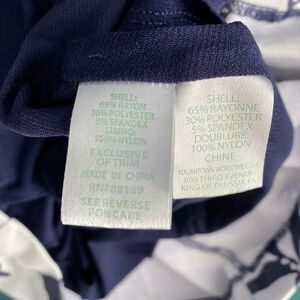 SHELL:
65% RAYON
30% POLYESTER
5% SPANDEX
LINING:
100% NYLON
EXCLUSIVE
OF TRIM
MADE IN CHINA
RN#88189
SEE REVERSE
FOR CARE
SHELL:
65% RAYONNE
30% POLYESTER
5% SPANDEX
DOUBLURE:
100% NYLON
CHINE
SUGARTOWN WORLDWIDE
800 THIRD AVENUE
KING OF PRUSSIA, PA